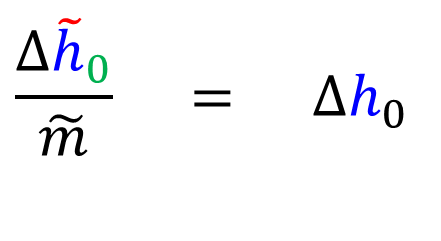 Δh̃₀ / m̃ = Δh₀